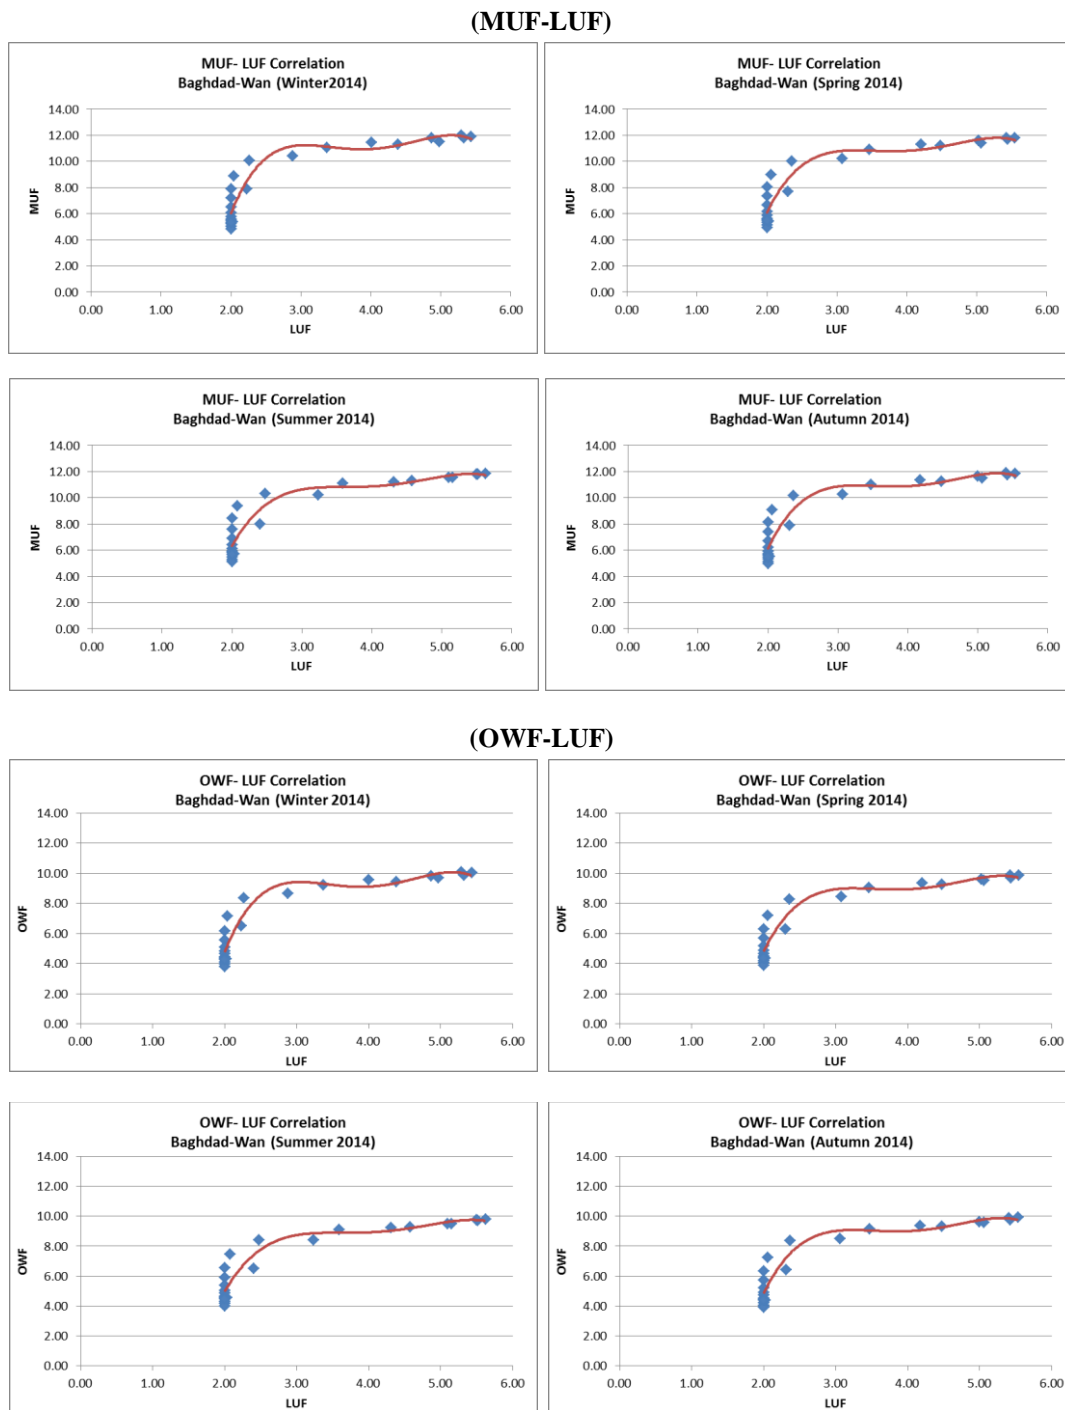 (MUF-LUF)
MUF- LUF Correlation
Baghdad-Wan (Winter2014)
14.00
12.00
10.00
8.00
6.00
4.00
2.00
0.00
MUF
0.00 1.00 2.00 3.00 4.00 5.00 6.00
LUF
MUF- LUF Correlation
Baghdad-Wan (Spring 2014)
14.00
12.00
10.00
8.00
6.00
4.00
2.00
0.00
MUF
0.00 1.00 2.00 3.00 4.00 5.00 6.00
LUF
MUF- LUF Correlation
Baghdad-Wan (Summer 2014)
14.00
12.00
10.00
8.00
6.00
4.00
2.00
0.00
MUF
0.00 1.00 2.00 3.00 4.00 5.00 6.00
LUF
MUF- LUF Correlation
Baghdad-Wan (Autumn 2014)
14.00
12.00
10.00
8.00
6.00
4.00
2.00
0.00
MUF
0.00 1.00 2.00 3.00 4.00 5.00 6.00
LUF
(OWF-LUF)
OWF- LUF Correlation
Baghdad-Wan (Winter 2014)
14.00
12.00
10.00
8.00
6.00
4.00
2.00
0.00
OWF
0.00 1.00 2.00 3.00 4.00 5.00 6.00
LUF
OWF- LUF Correlation
Baghdad-Wan (Spring 2014)
14.00
12.00
10.00
8.00
6.00
4.00
2.00
0.00
OWF
0.00 1.00 2.00 3.00 4.00 5.00 6.00
LUF
OWF- LUF Correlation
Baghdad-Wan (Summer 2014)
14.00
12.00
10.00
8.00
6.00
4.00
2.00
0.00
OWF
0.00 1.00 2.00 3.00 4.00 5.00 6.00
LUF
OWF- LUF Correlation
Baghdad-Wan (Autumn 2014)
14.00
12.00
10.00
8.00
6.00
4.00
2.00
0.00
OWF
0.00 1.00 2.00 3.00 4.00 5.00 6.00
LUF